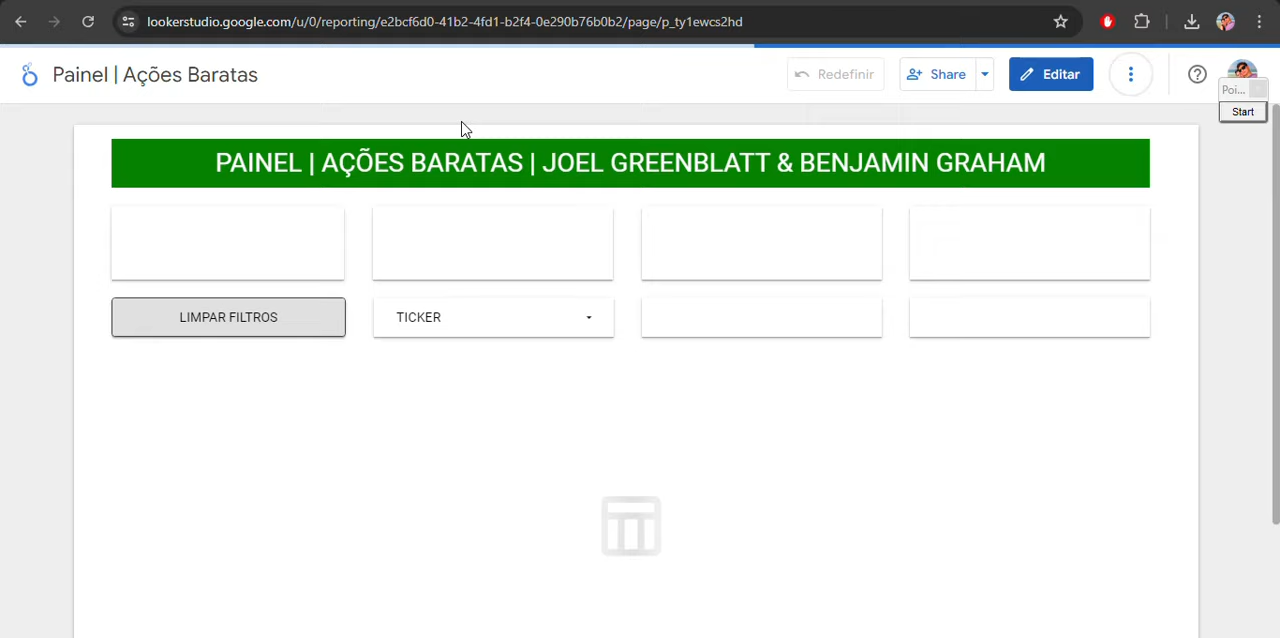 lookerstudio.google.com/u/0/reporting/e2bcf6d0-41b2-4fd1-b2f4-0e290b76b0b2/page/p_ty1ewcs2hd
Painel | Ações Baratas
Redefinir
Share
Editar
Poi...
Start
PAINEL | AÇÕES BARATAS | JOEL GREENBLATT & BENJAMIN GRAHAM
LIMPAR FILTROS
TICKER